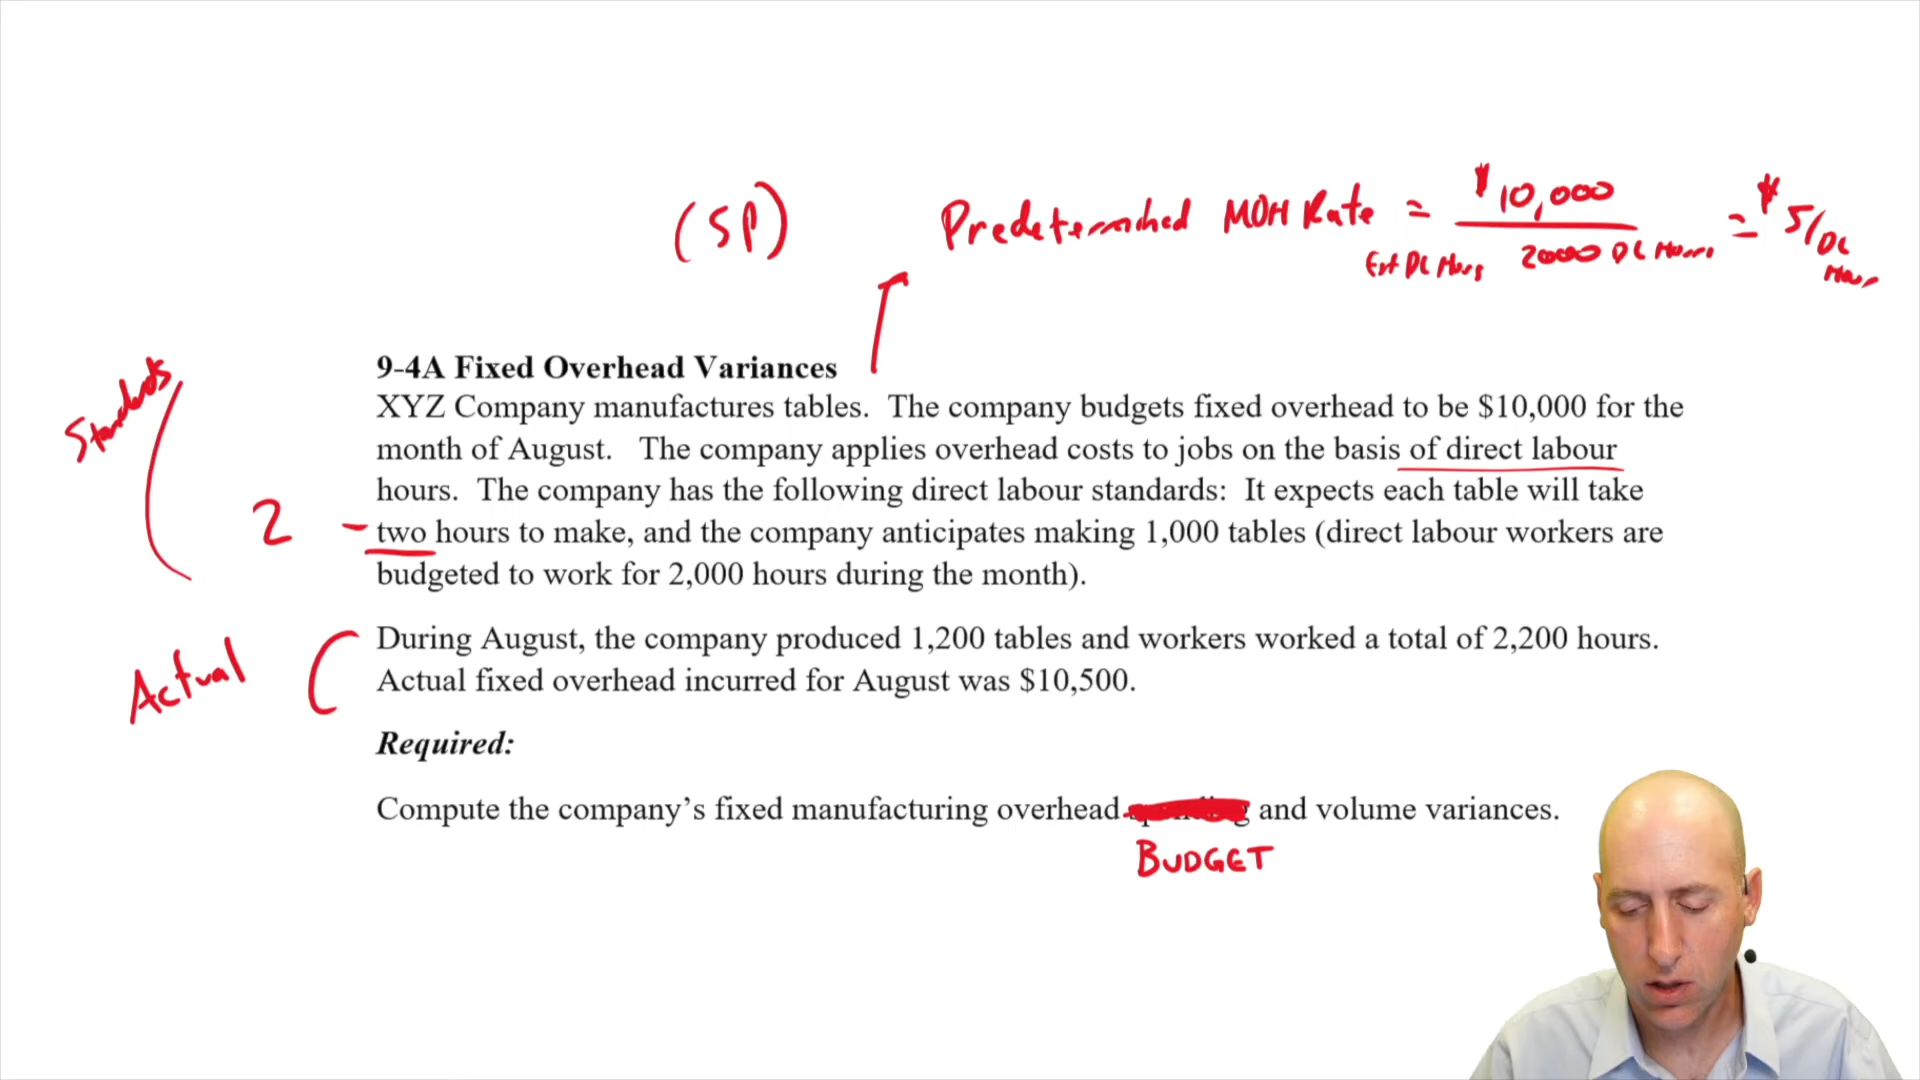 (SP)
Predetermined MOH Rate = $10,000 = $5/DL Hour
Est DL Hours 2000 DL Hours
9-4A Fixed Overhead Variances
Standards
XYZ Company manufactures tables. The company budgets fixed overhead to be $10,000 for the
month of August. The company applies overhead costs to jobs on the basis of direct labour
hours. The company has the following direct labour standards: It expects each table will take
2 - two hours to make, and the company anticipates making 1,000 tables (direct labour workers are
budgeted to work for 2,000 hours during the month).
Actual
During August, the company produced 1,200 tables and workers worked a total of 2,200 hours.
Actual fixed overhead incurred for August was $10,500.
Required:
Compute the company's fixed manufacturing overhead and volume variances.
BUDGET